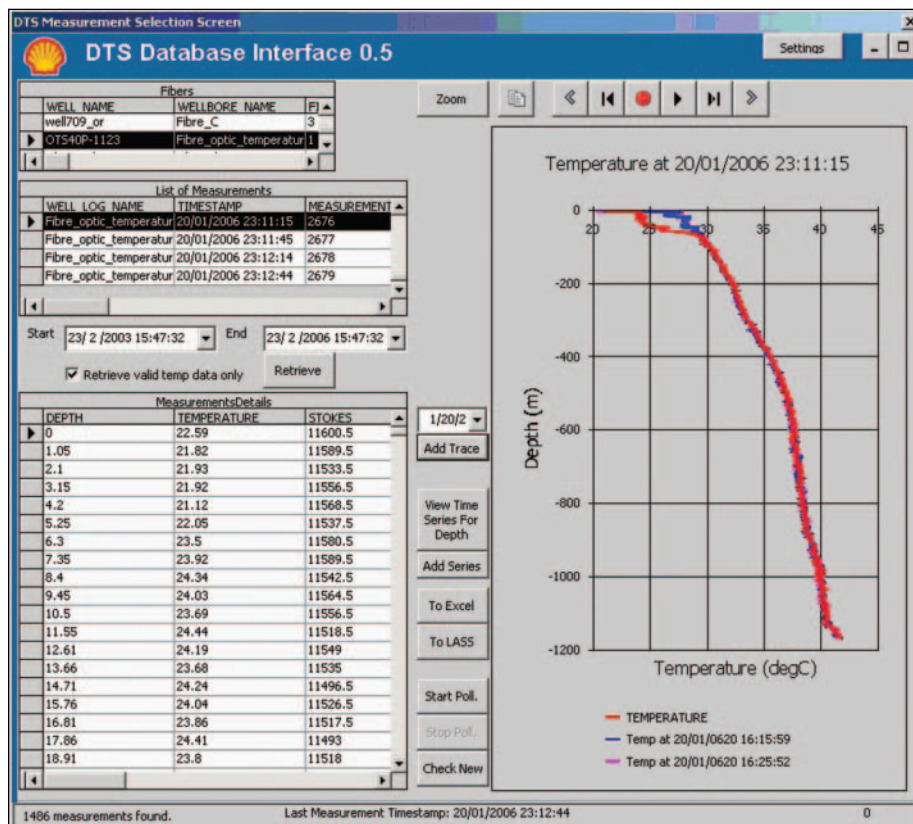 DTS Measurement Selection Screen
DTS Database Interface 0.5
Settings
Fibers
WELL_NAME WELLBORE_NAME
well709_or Fibre_C 3
OTS40P-1123 Fibre_optic_temperatur 1
Zoom
List of Measurements
WELL_LOG_NAME TIMESTAMP MEASUREMENT
Fibre_optic_temperatur 20/01/2006 23:11:15 2676
Fibre_optic_temperatur 20/01/2006 23:11:45 2677
Fibre_optic_temperatur 20/01/2006 23:12:14 2678
Fibre_optic_temperatur 20/01/2006 23:12:44 2679
Start 23/ 2 /2003 15:47:32 End 23/ 2 /2006 15:47:32
Retrieve valid temp data only Retrieve
MeasurementsDetails
DEPTH TEMPERATURE STOKES
0 22.59 11600.5
1.05 21.82 11589.5
2.1 21.93 11533.5
3.15 21.92 11556.5
4.2 21.12 11568.5
5.25 22.05 11537.5
6.3 23.5 11580.5
7.35 23.92 11589.5
8.4 24.34 11542.5
9.45 24.03 11564.5
10.5 23.69 11556.5
11.55 24.44 11518.5
12.61 24.19 11549
13.66 23.68 11535
14.71 24.24 11496.5
15.76 24.04 11526.5
16.81 23.86 11517.5
17.86 24.41 11493
18.91 23.8 11518
1/20/2
Add Trace
View Time
Series For
Depth
Add Series
To Excel
To LASS
Start Poll.
Stop Poll.
Check New
Temperature at 20/01/2006 23:11:15
0
20 25 30 35 40 45
-200
-400
-600
-800
-1000
-1200
Depth (m)
Temperature (degC)
TEMPERATURE
Temp at 20/01/0620 16:15:59
Temp at 20/01/0620 16:25:52
1486 measurements found. Last Measurement Timestamp: 20/01/2006 23:12:44 0